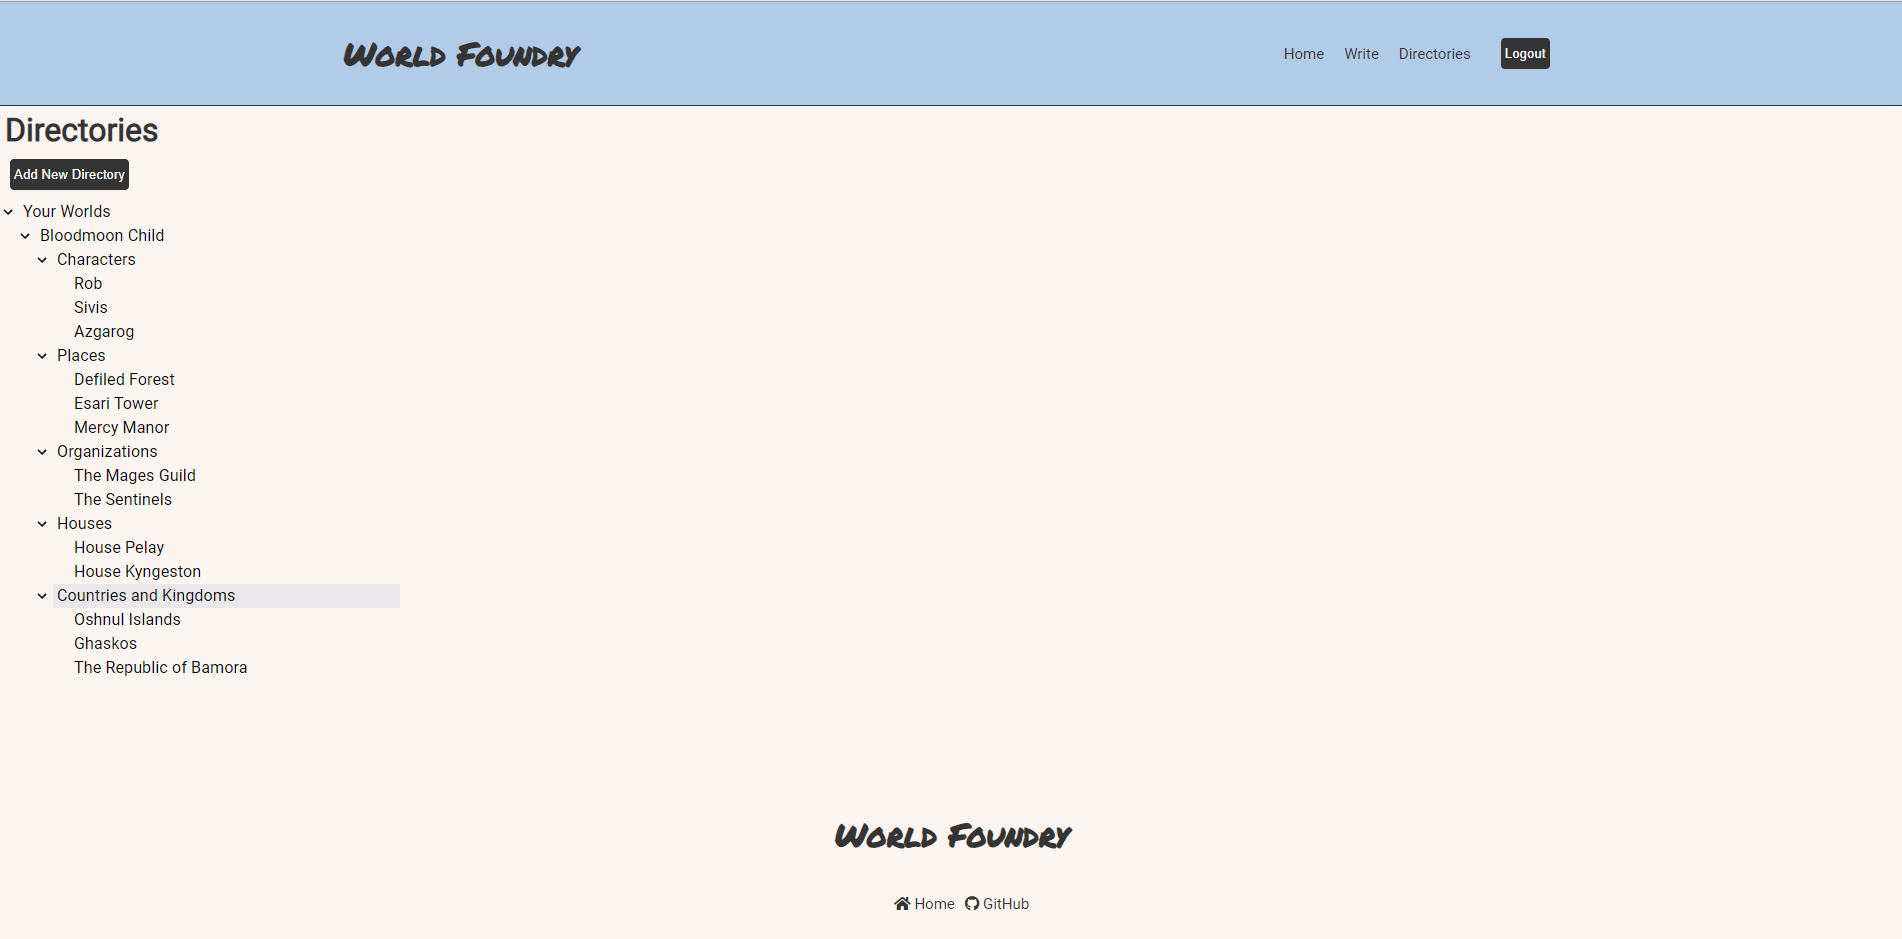 World Foundry
Home Write Directories Logout
Directories
Add New Directory
Your Worlds
Bloodmoon Child
Characters
Rob
Sivis
Azgarog
Places
Defiled Forest
Esari Tower
Mercy Manor
Organizations
The Mages Guild
The Sentinels
Houses
House Pelay
House Kyngeston
Countries and Kingdoms
Oshnul Islands
Ghaskos
The Republic of Bamora
World Foundry
Home GitHub